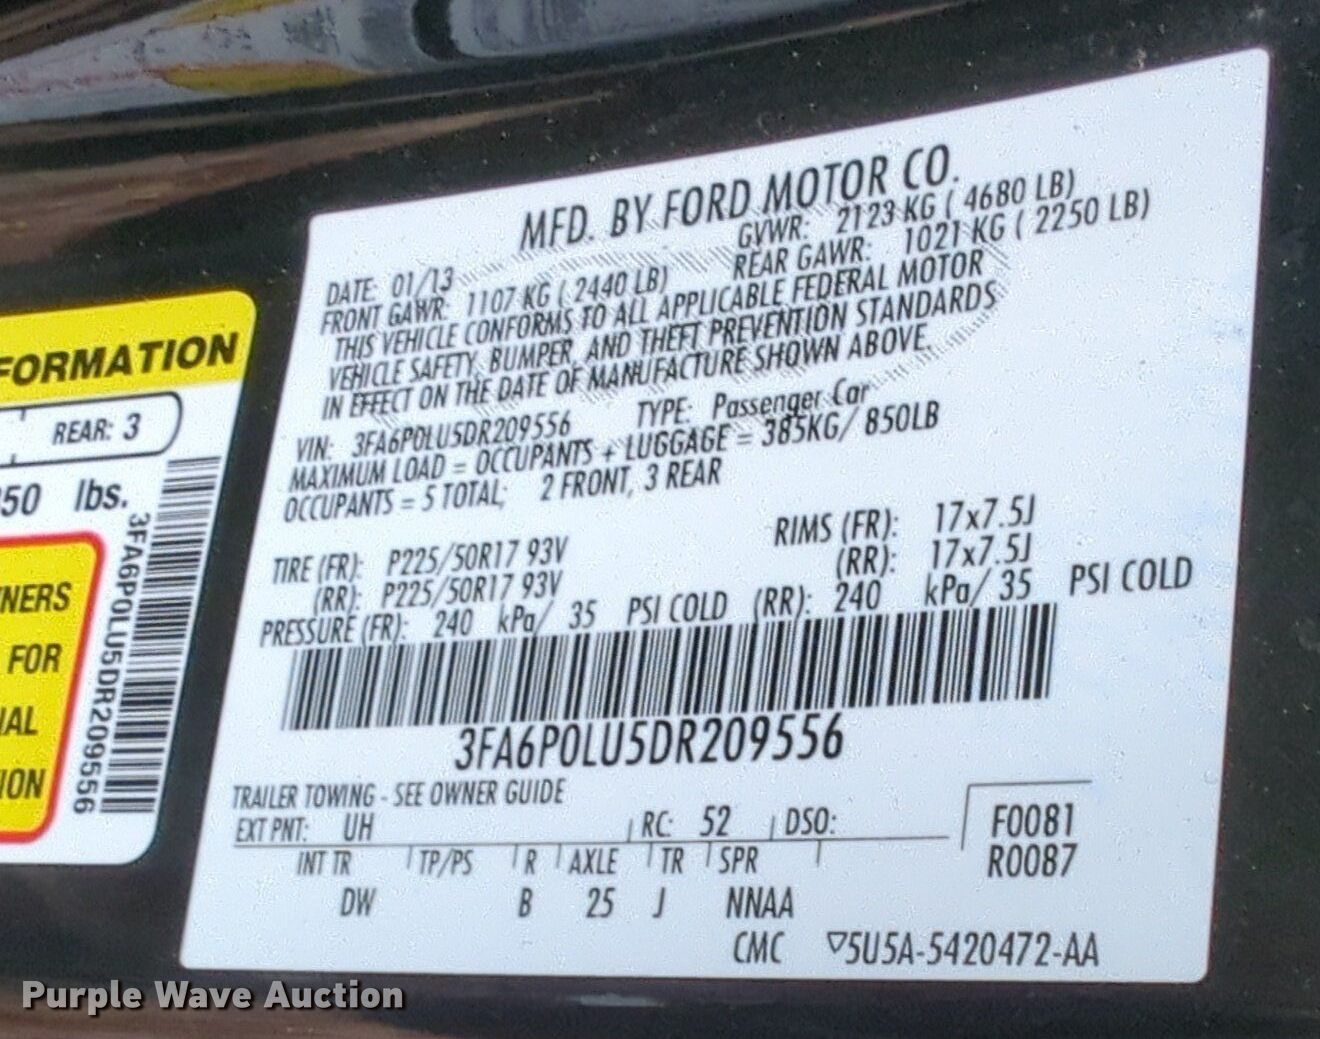 MFD. BY FORD MOTOR CO.
DATE: 01/13 GVWR: 2123 KG ( 4680 LB)
FRONT GAWR: 1107 KG ( 2440 LB) REAR GAWR: 1021 KG ( 2250 LB)
THIS VEHICLE CONFORMS TO ALL APPLICABLE FEDERAL MOTOR
VEHICLE SAFETY, BUMPER, AND THEFT PREVENTION STANDARDS
IN EFFECT ON THE DATE OF MANUFACTURE SHOWN ABOVE.
VIN: 3FA6P0LU5DR209556 TYPE: Passenger Car
MAXIMUM LOAD = OCCUPANTS + LUGGAGE = 385KG/ 850LB
OCCUPANTS = 5 TOTAL; 2 FRONT, 3 REAR
TIRE (FR): P225/50R17 93V RIMS (FR): 17x7.5J
(RR): P225/50R17 93V (RR): 17x7.5J
PRESSURE (FR): 240 kPa/ 35 PSI COLD (RR): 240 kPa/ 35 PSI COLD
3FA6P0LU5DR209556
TRAILER TOWING - SEE OWNER GUIDE
EXT PNT: UH RC: 52 DSO: F0081
R0087
INT TR TP/PS R AXLE TR SPR
DW B 25 J NNAA
CMC ▽5U5A-5420472-AA
FORMATION
REAR: 3
50 lbs.
3FA6P0LU5DR209556
NERS
FOR
IAL
ION
Purple Wave Auction